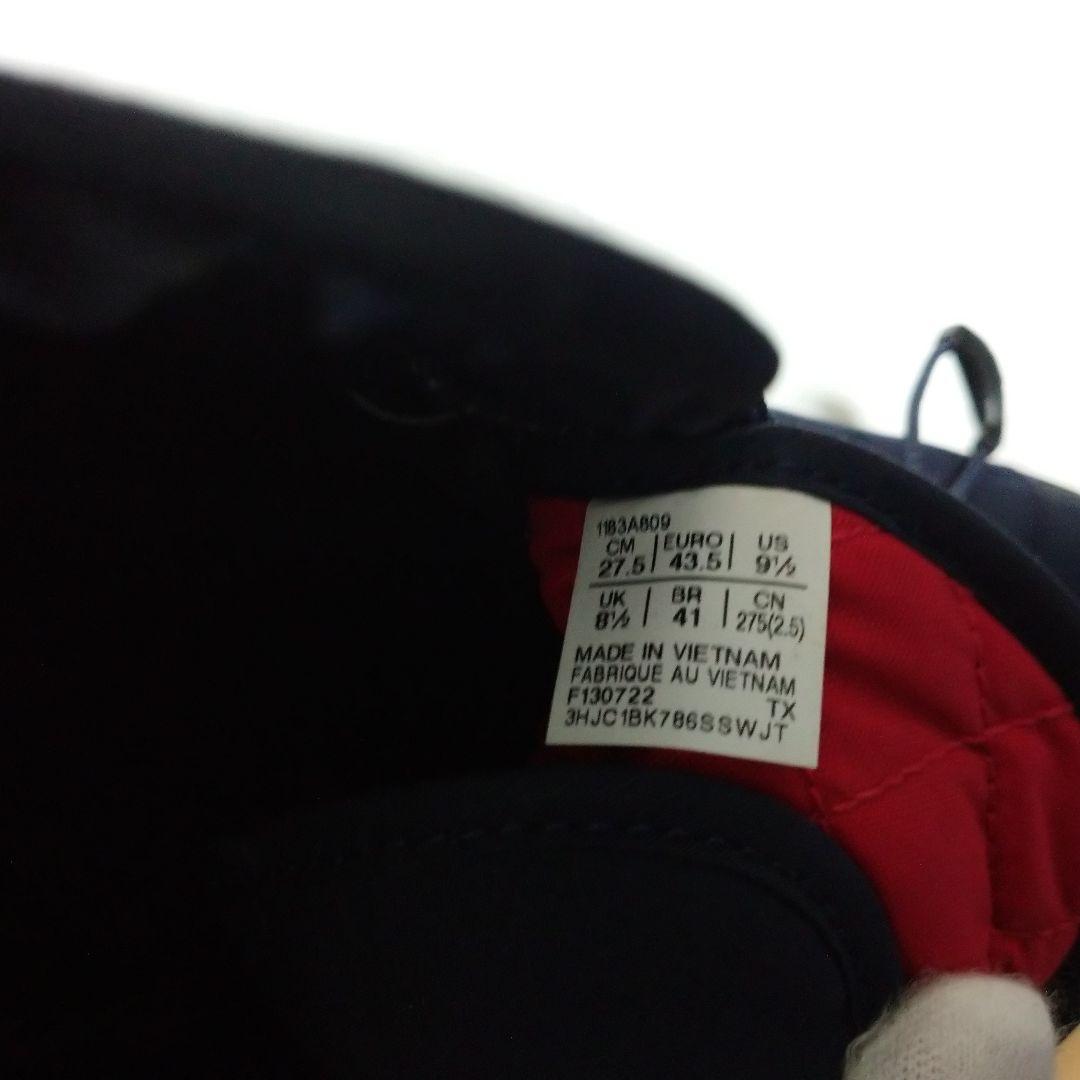 1183A809
CM | EURO | US
27.5 | 43.5 | 9½
UK | BR | CN
8½ | 41 | 275(2.5)
MADE IN VIETNAM
FABRIQUE AU VIETNAM
F130722 TX
3HJC1BK786SSWJT